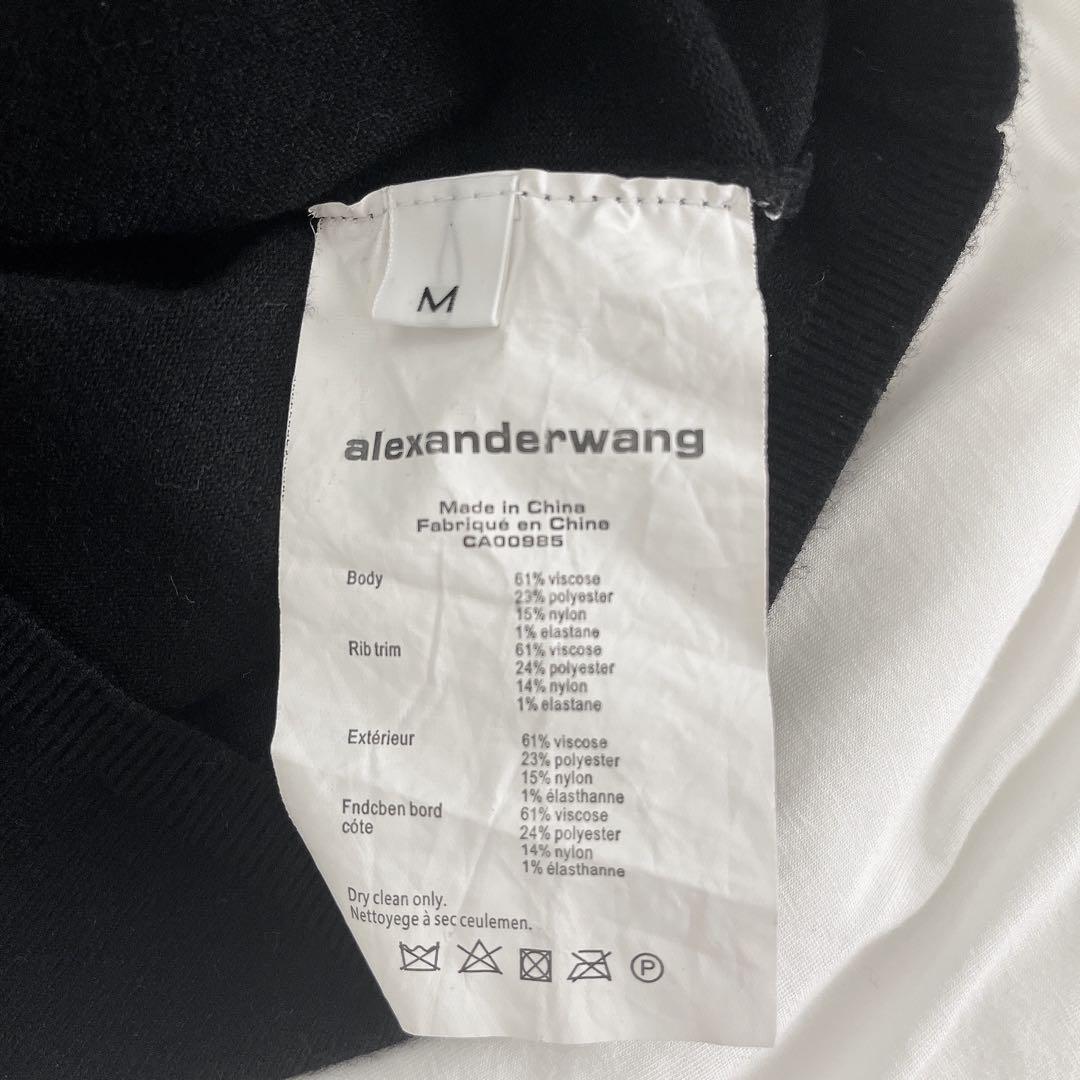 M
alexanderwang
Made in China
Fabriqué en Chine
CA00985
Body 61% viscose
23% polyester
15% nylon
1% elastane
Rib trim 61% viscose
24% polyester
14% nylon
1% elastane
Extérieur 61% viscose
23% polyester
15% nylon
1% élasthanne
Fndcben bord 61% viscose
côte 24% polyester
14% nylon
1% élasthanne
Dry clean only.
Nettoyege à sec ceulemen.
P